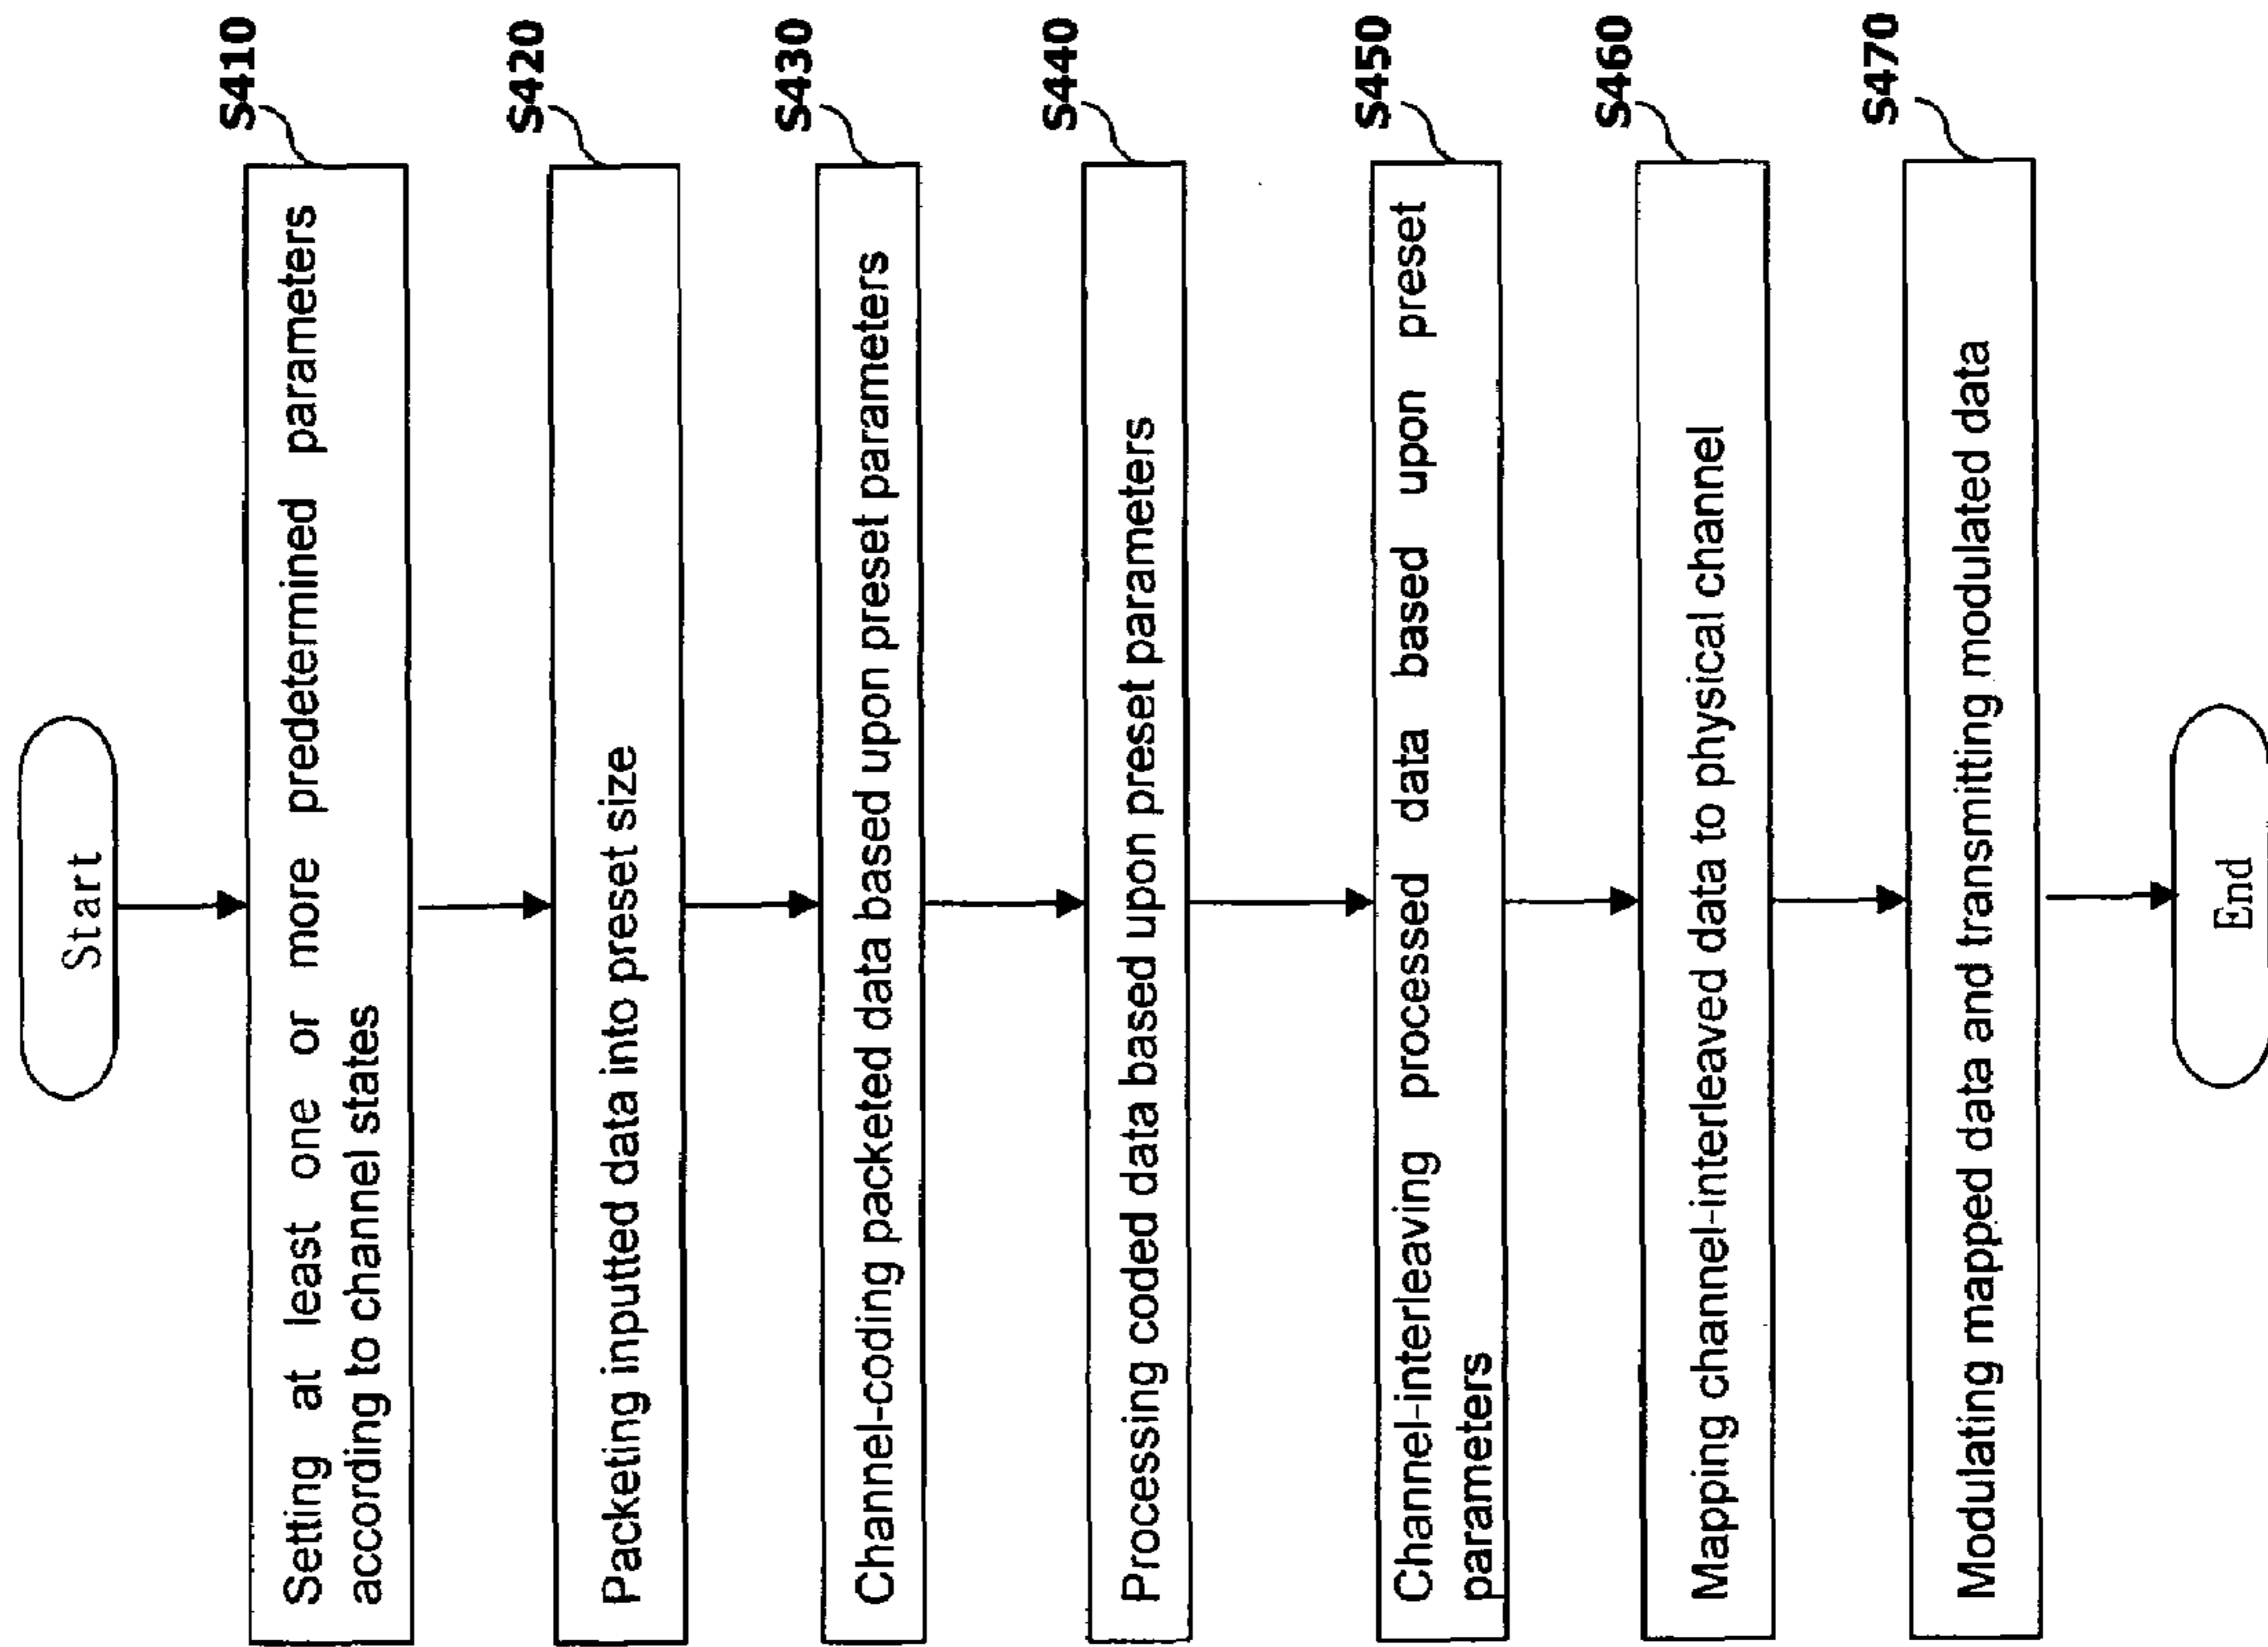 Start
S410
Setting at least one or more predetermined parameters
according to channel states
S420
Packeting inputted data into preset size
S430
Channel-coding packeted data based upon preset parameters
S440
Processing coded data based upon preset parameters
S450
Channel-interleaving processed data based upon preset
parameters
S460
Mapping channel-interleaved data to physical channel
S470
Modulating mapped data and transmitting modulated data
End